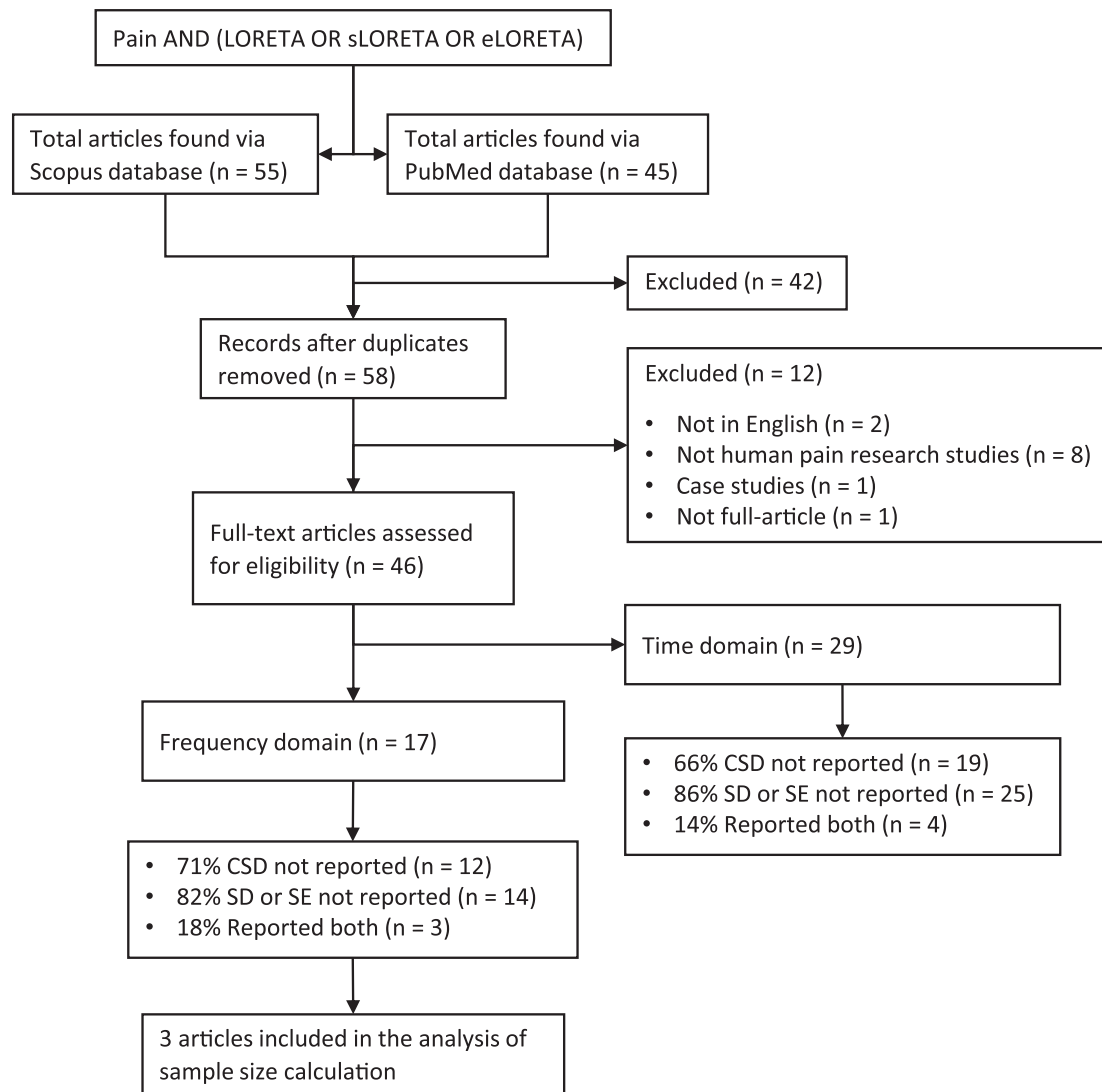 Pain AND (LORETA OR sLORETA OR eLORETA)
Total articles found via
Scopus database (n = 55)
Total articles found via
PubMed database (n = 45)
Excluded (n = 42)
Records after duplicates
removed (n = 58)
Excluded (n = 12)
• Not in English (n = 2)
• Not human pain research studies (n = 8)
• Case studies (n = 1)
• Not full-article (n = 1)
Full-text articles assessed
for eligibility (n = 46)
Time domain (n = 29)
Frequency domain (n = 17)
• 66% CSD not reported (n = 19)
• 86% SD or SE not reported (n = 25)
• 14% Reported both (n = 4)
• 71% CSD not reported (n = 12)
• 82% SD or SE not reported (n = 14)
• 18% Reported both (n = 3)
3 articles included in the analysis of
sample size calculation